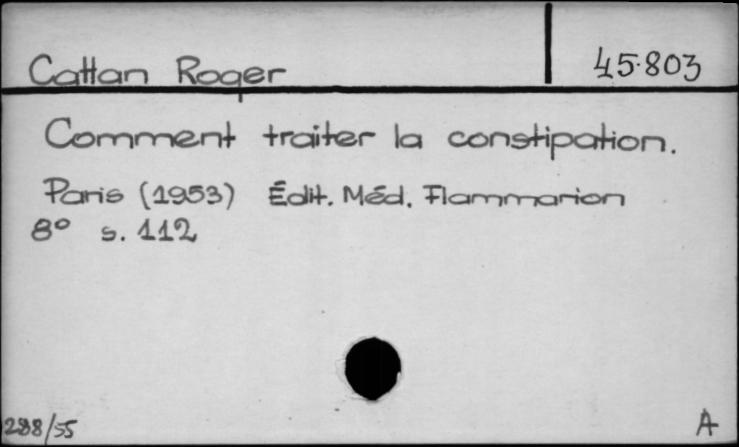 Cattan Roger
45.803
Comment traiter la constipation.
Paris (1953) Édit. Méd. Flammarion
8° s. 112
288/55
A